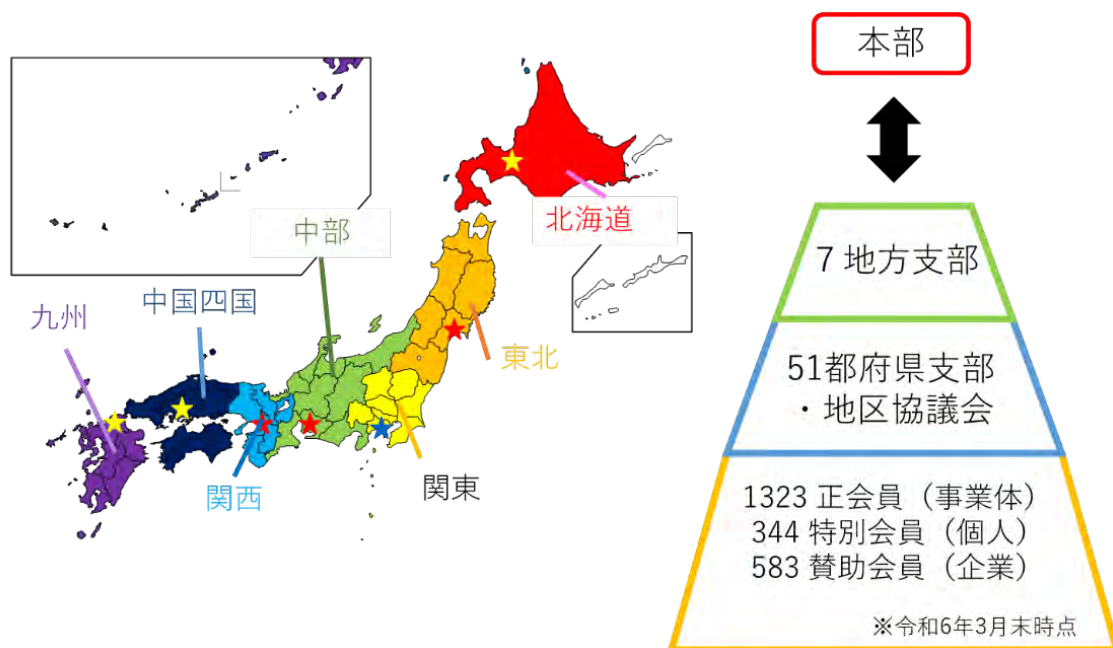 本部
北海道
中部
7 地方支部
中国四国
九州
東北
51都府県支部
・地区協議会
関西
関東
1323 正会員（事業体）
344 特別会員（個人）
583 賛助会員（企業）
※令和6年3月末時点